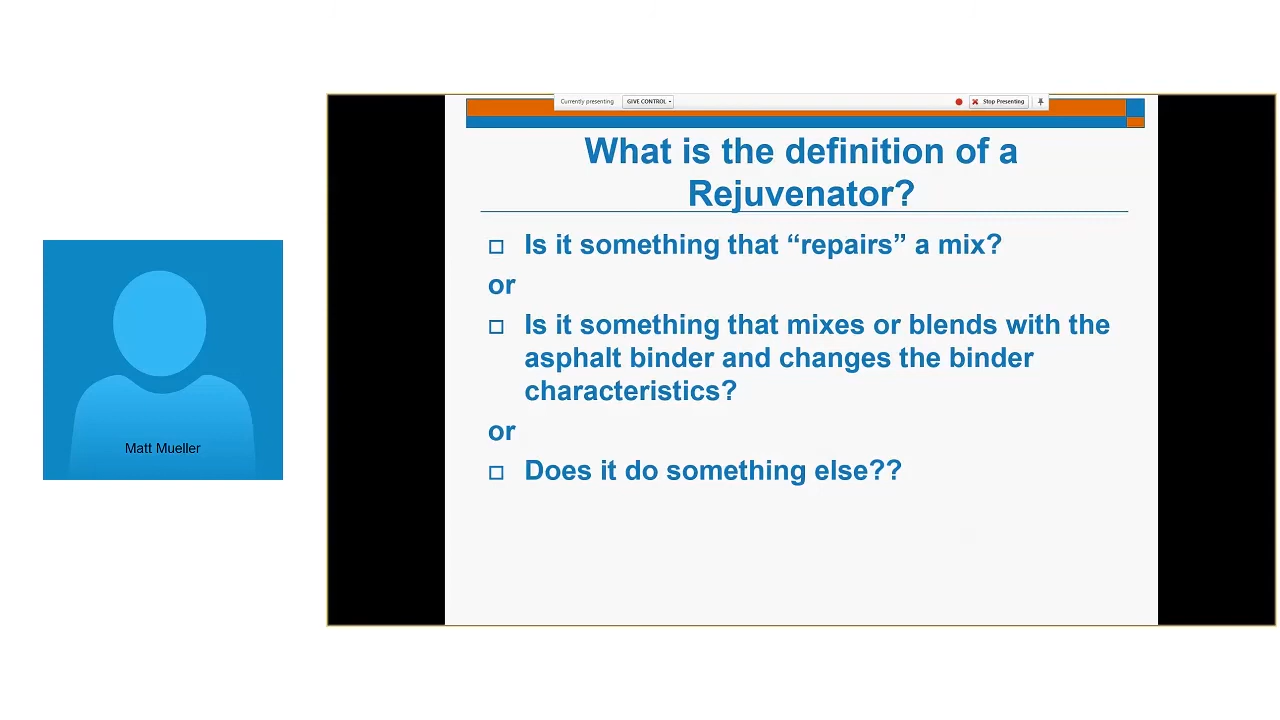 Currently presenting
GIVE CONTROL
Stop Presenting
What is the definition of a
Rejuvenator?
Is it something that “repairs” a mix?
or
Is it something that mixes or blends with the
asphalt binder and changes the binder
characteristics?
or
Does it do something else??
Matt Mueller